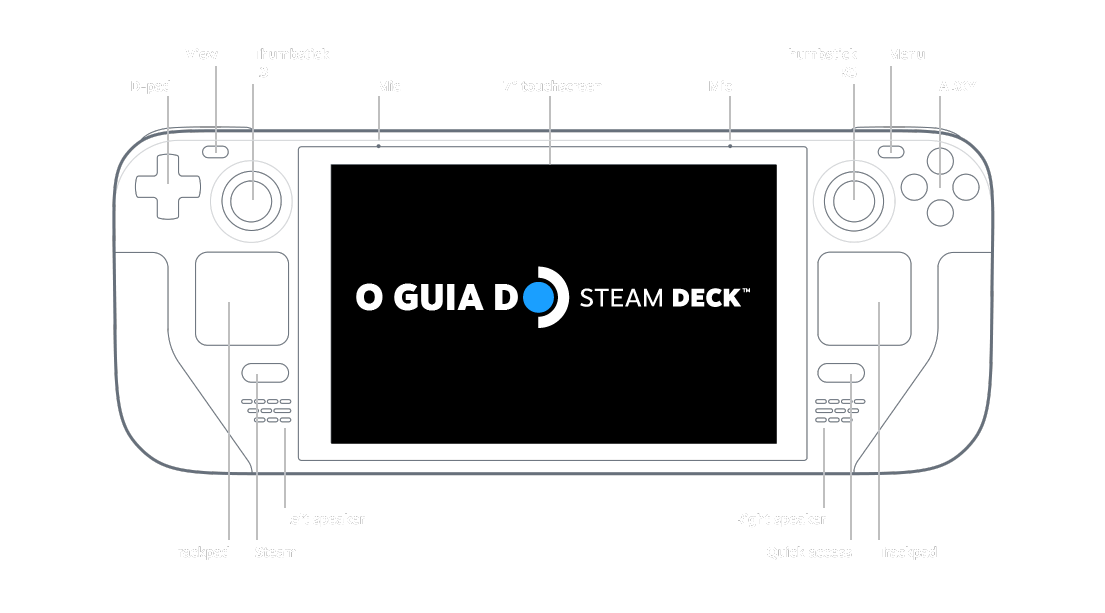 View
Thumbstick
Thumbstick
Menu
D-pad
Mic
7" touchscreen
Mic
O GUIA DO STEAM DECK™
Left speaker
Right speaker
Trackpad
Steam
Quick access
Trackpad